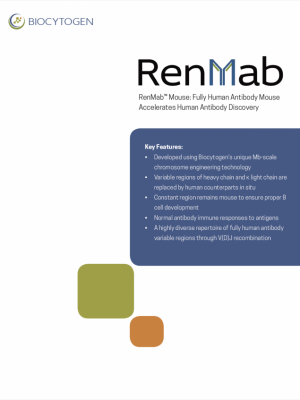 BIOCYTOGEN
RenMab
RenMab™ Mouse: Fully Human Antibody Mouse
Accelerates Human Antibody Discovery
Key Features:
• Developed using Biocytogen's unique Mb-scale
chromosome engineering technology
• Variable regions of heavy chain and κ light chain are
replaced by human counterparts in situ
• Constant region remains mouse to ensure proper B
cell development
• Normal antibody immune responses to antigens
• A highly diverse repertoire of fully human antibody
variable regions through V(D)J recombination